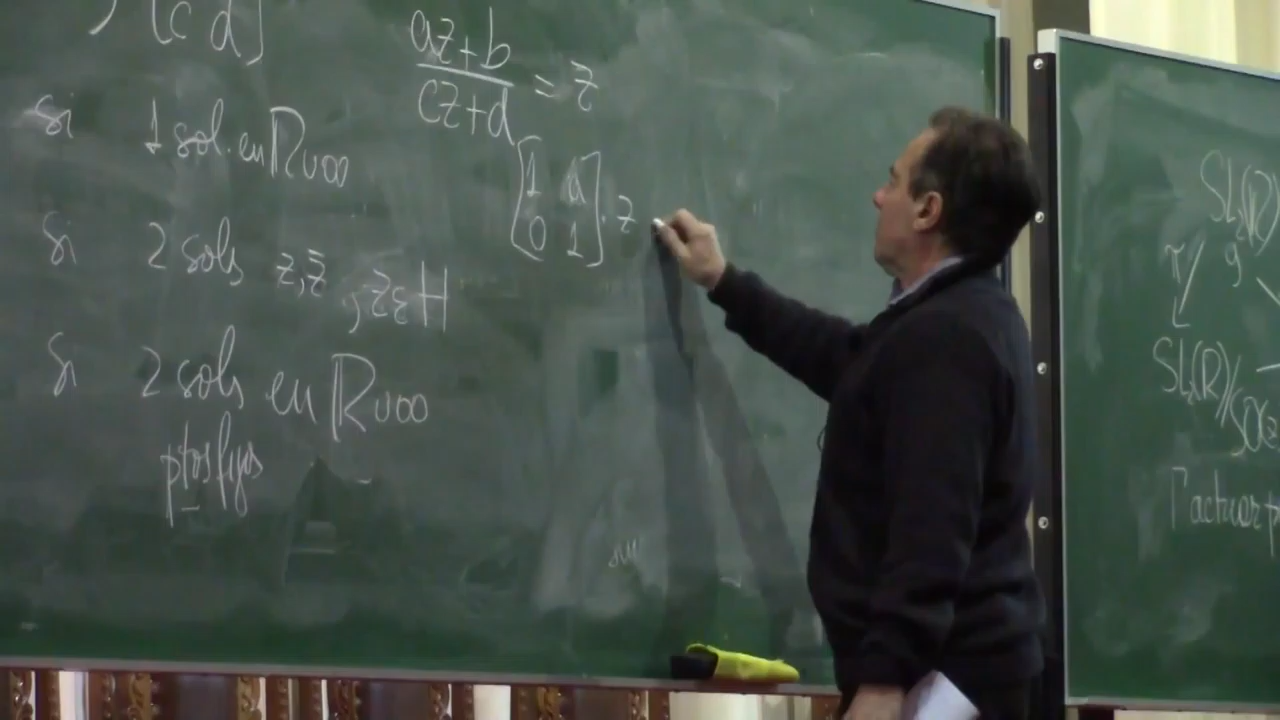 [c d]
si 1 sol. en R∪∞
si 2 sols z, z̄, z ∈ H
si 2 sols en R∪∞
ptos fijos
az+b
cz+d = z
[1 a
0 1] · z
SL₂(R)
π g
SL₂(R)/SO(2)
Γ actuar p